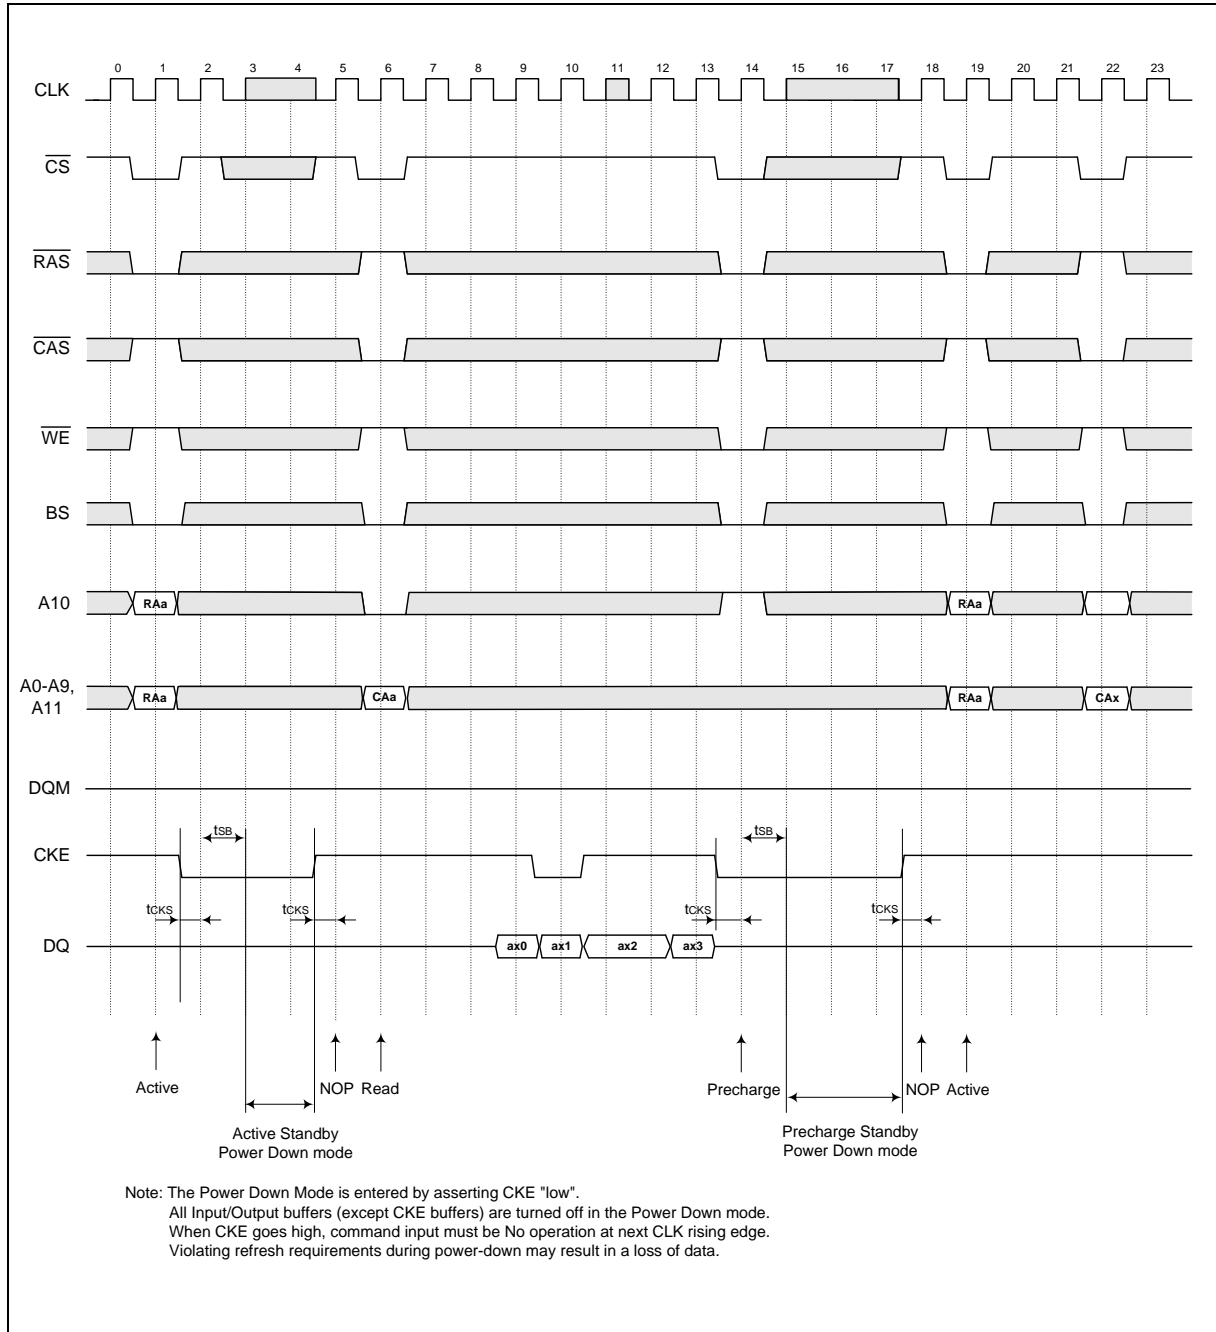 0 1 2 3 4 5 6 7 8 9 10 11 12 13 14 15 16 17 18 19 20 21 22 23
CLK
CS
RAS
CAS
WE
BS
A10 RAa RAa
A0-A9,
A11 RAa CAa RAa CAx
DQM
tSB tSB
CKE
tCKS tCKS tCKS tCKS
DQ ax0 ax1 ax2 ax3
Active NOP Read Precharge NOP Active
Active Standby
Power Down mode
Precharge Standby
Power Down mode
Note: The Power Down Mode is entered by asserting CKE "low".
All Input/Output buffers (except CKE buffers) are turned off in the Power Down mode.
When CKE goes high, command input must be No operation at next CLK rising edge.
Violating refresh requirements during power-down may result in a loss of data.